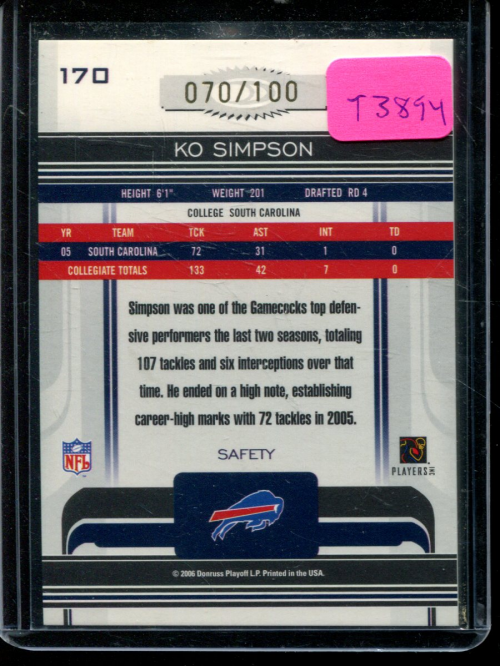 170
070/100
T3894
KO SIMPSON
HEIGHT 6'1" WEIGHT 201 DRAFTED RD 4
COLLEGE SOUTH CAROLINA
YR TEAM TCK AST INT TD
05 SOUTH CAROLINA 72 31 1 0
COLLEGIATE TOTALS 133 42 7 0
Simpson was one of the Gamecocks top defen-
sive performers the last two seasons, totaling
107 tackles and six interceptions over that
time. He ended on a high note, establishing
career-high marks with 72 tackles in 2005.
SAFETY
NFL
PLAYERS INC
© 2006 Donruss Playoff L.P. Printed in the USA.